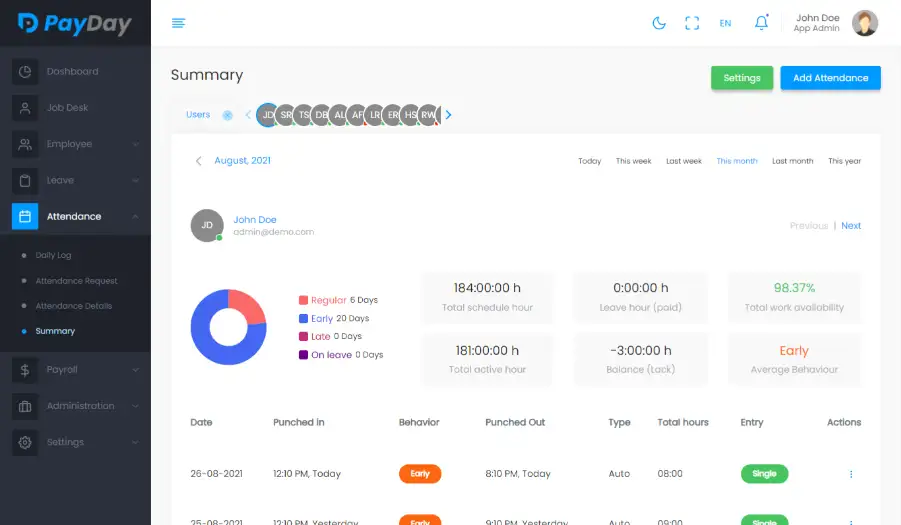 PayDay
EN
John Doe
App Admin
Dashboard
Job Desk
Employee
Leave
Attendance
Daily Log
Attendance Request
Attendance Details
Summary
Payroll
Administration
Settings
Summary
Settings
Add Attendance
Users
JD SR TS DB AL AF LR ER HS RW
August, 2021
Today This week Last week This month Last month This year
JD
John Doe
admin@demo.com
Previous | Next
Regular 6 Days
Early 20 Days
Late 0 Days
On leave 0 Days
184:00:00 h
Total schedule hour
0:00:00 h
Leave hour (paid)
98.37%
Total work availability
181:00:00 h
Total active hour
-3:00:00 h
Balance (Lack)
Early
Average Behaviour
Date Punched in Behavior Punched Out Type Total hours Entry Actions
26-08-2021 12:10 PM, Today Early 8:10 PM, Today Auto 08:00 Single
25-08-2021 12:10 PM, Yesterday Early 9:10 PM, Yesterday Auto 09:00 Single